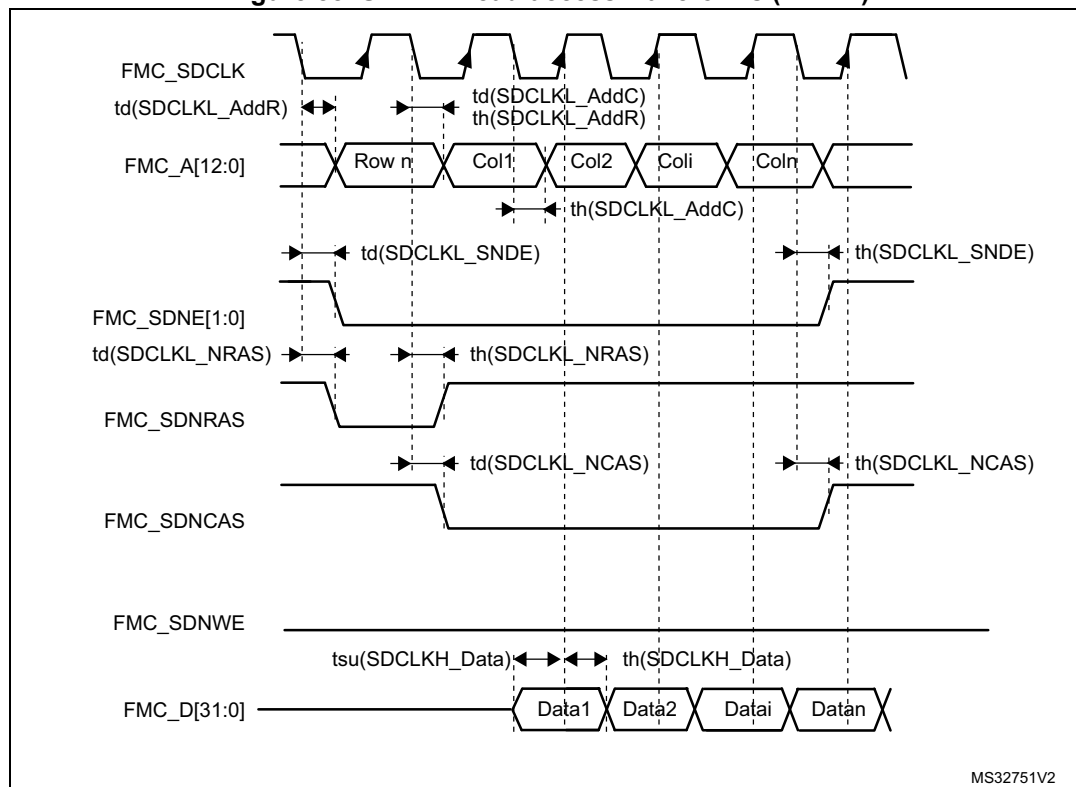 FMC_SDCLK
td(SDCLKL_AddR)
td(SDCLKL_AddC)
th(SDCLKL_AddR)
FMC_A[12:0]
Row n
Col1
Col2
Coli
Coln
th(SDCLKL_AddC)
td(SDCLKL_SNDE)
th(SDCLKL_SNDE)
FMC_SDNE[1:0]
td(SDCLKL_NRAS)
th(SDCLKL_NRAS)
FMC_SDNRAS
td(SDCLKL_NCAS)
th(SDCLKL_NCAS)
FMC_SDNCAS
FMC_SDNWE
tsu(SDCLKH_Data)
th(SDCLKH_Data)
FMC_D[31:0]
Data1
Data2
Datai
Datan
MS32751V2